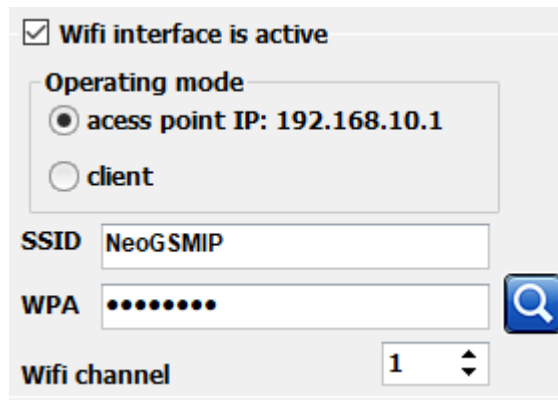 Wifi interface is active
Operating mode
acess point IP: 192.168.10.1
client
SSID NeoGSMIP
WPA ••••••••
Wifi channel 1